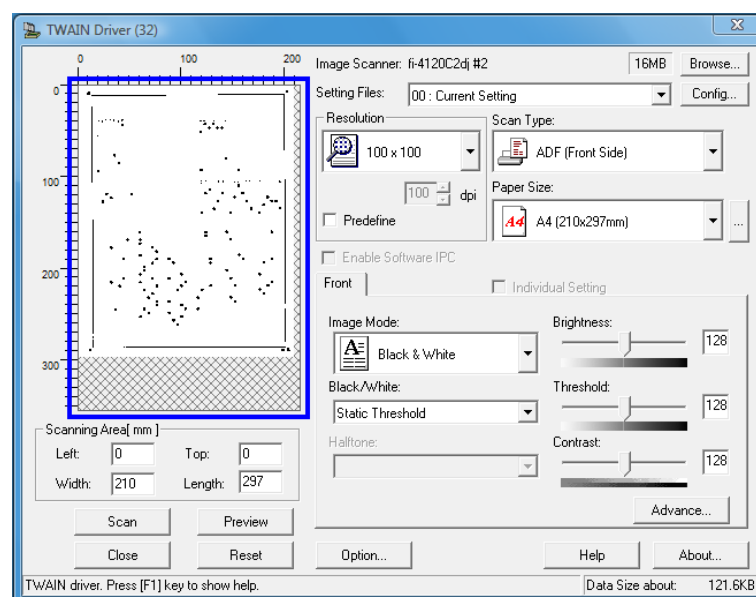 TWAIN Driver (32)
0 100 200
Image Scanner: fi-4120C2dj #2 16MB Browse...
Setting Files: 00 : Current Setting Config...
0
100
200
300
Resolution
100 x 100
100 dpi
Predefine
Scan Type:
ADF (Front Side)
Paper Size:
A4 A4 (210x297mm) ...
Enable Software IPC
Front
Individual Setting
Image Mode:
A Black & White
Black/White:
Static Threshold
Halftone:
Brightness:
128
Threshold:
128
Contrast:
128
Advance...
Scanning Area[ mm ]
Left: 0 Top: 0
Width: 210 Length: 297
Scan Preview
Close Reset Option... Help About...
TWAIN driver. Press [F1] key to show help. Data Size about: 121.6KB